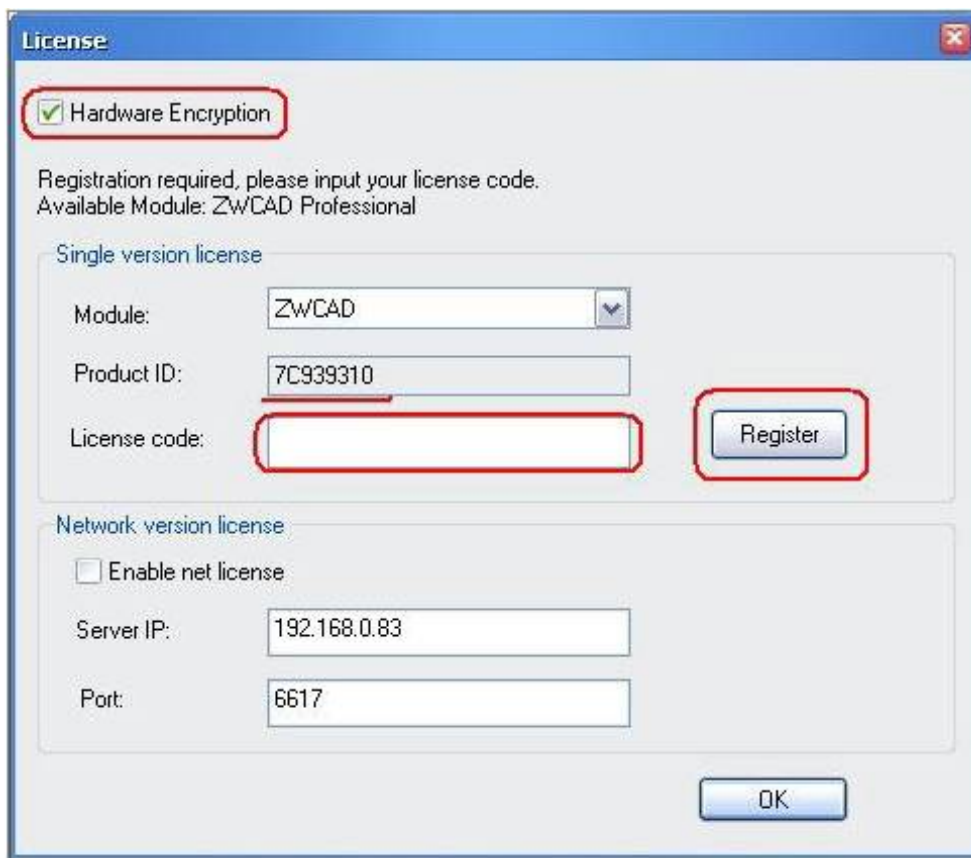 License
Hardware Encryption
Registration required, please input your license code.
Available Module: ZWCAD Professional
Single version license
Module: ZWCAD
Product ID: 7C939310
License code:
Register
Network version license
Enable net license
Server IP: 192.168.0.83
Port: 6617
OK